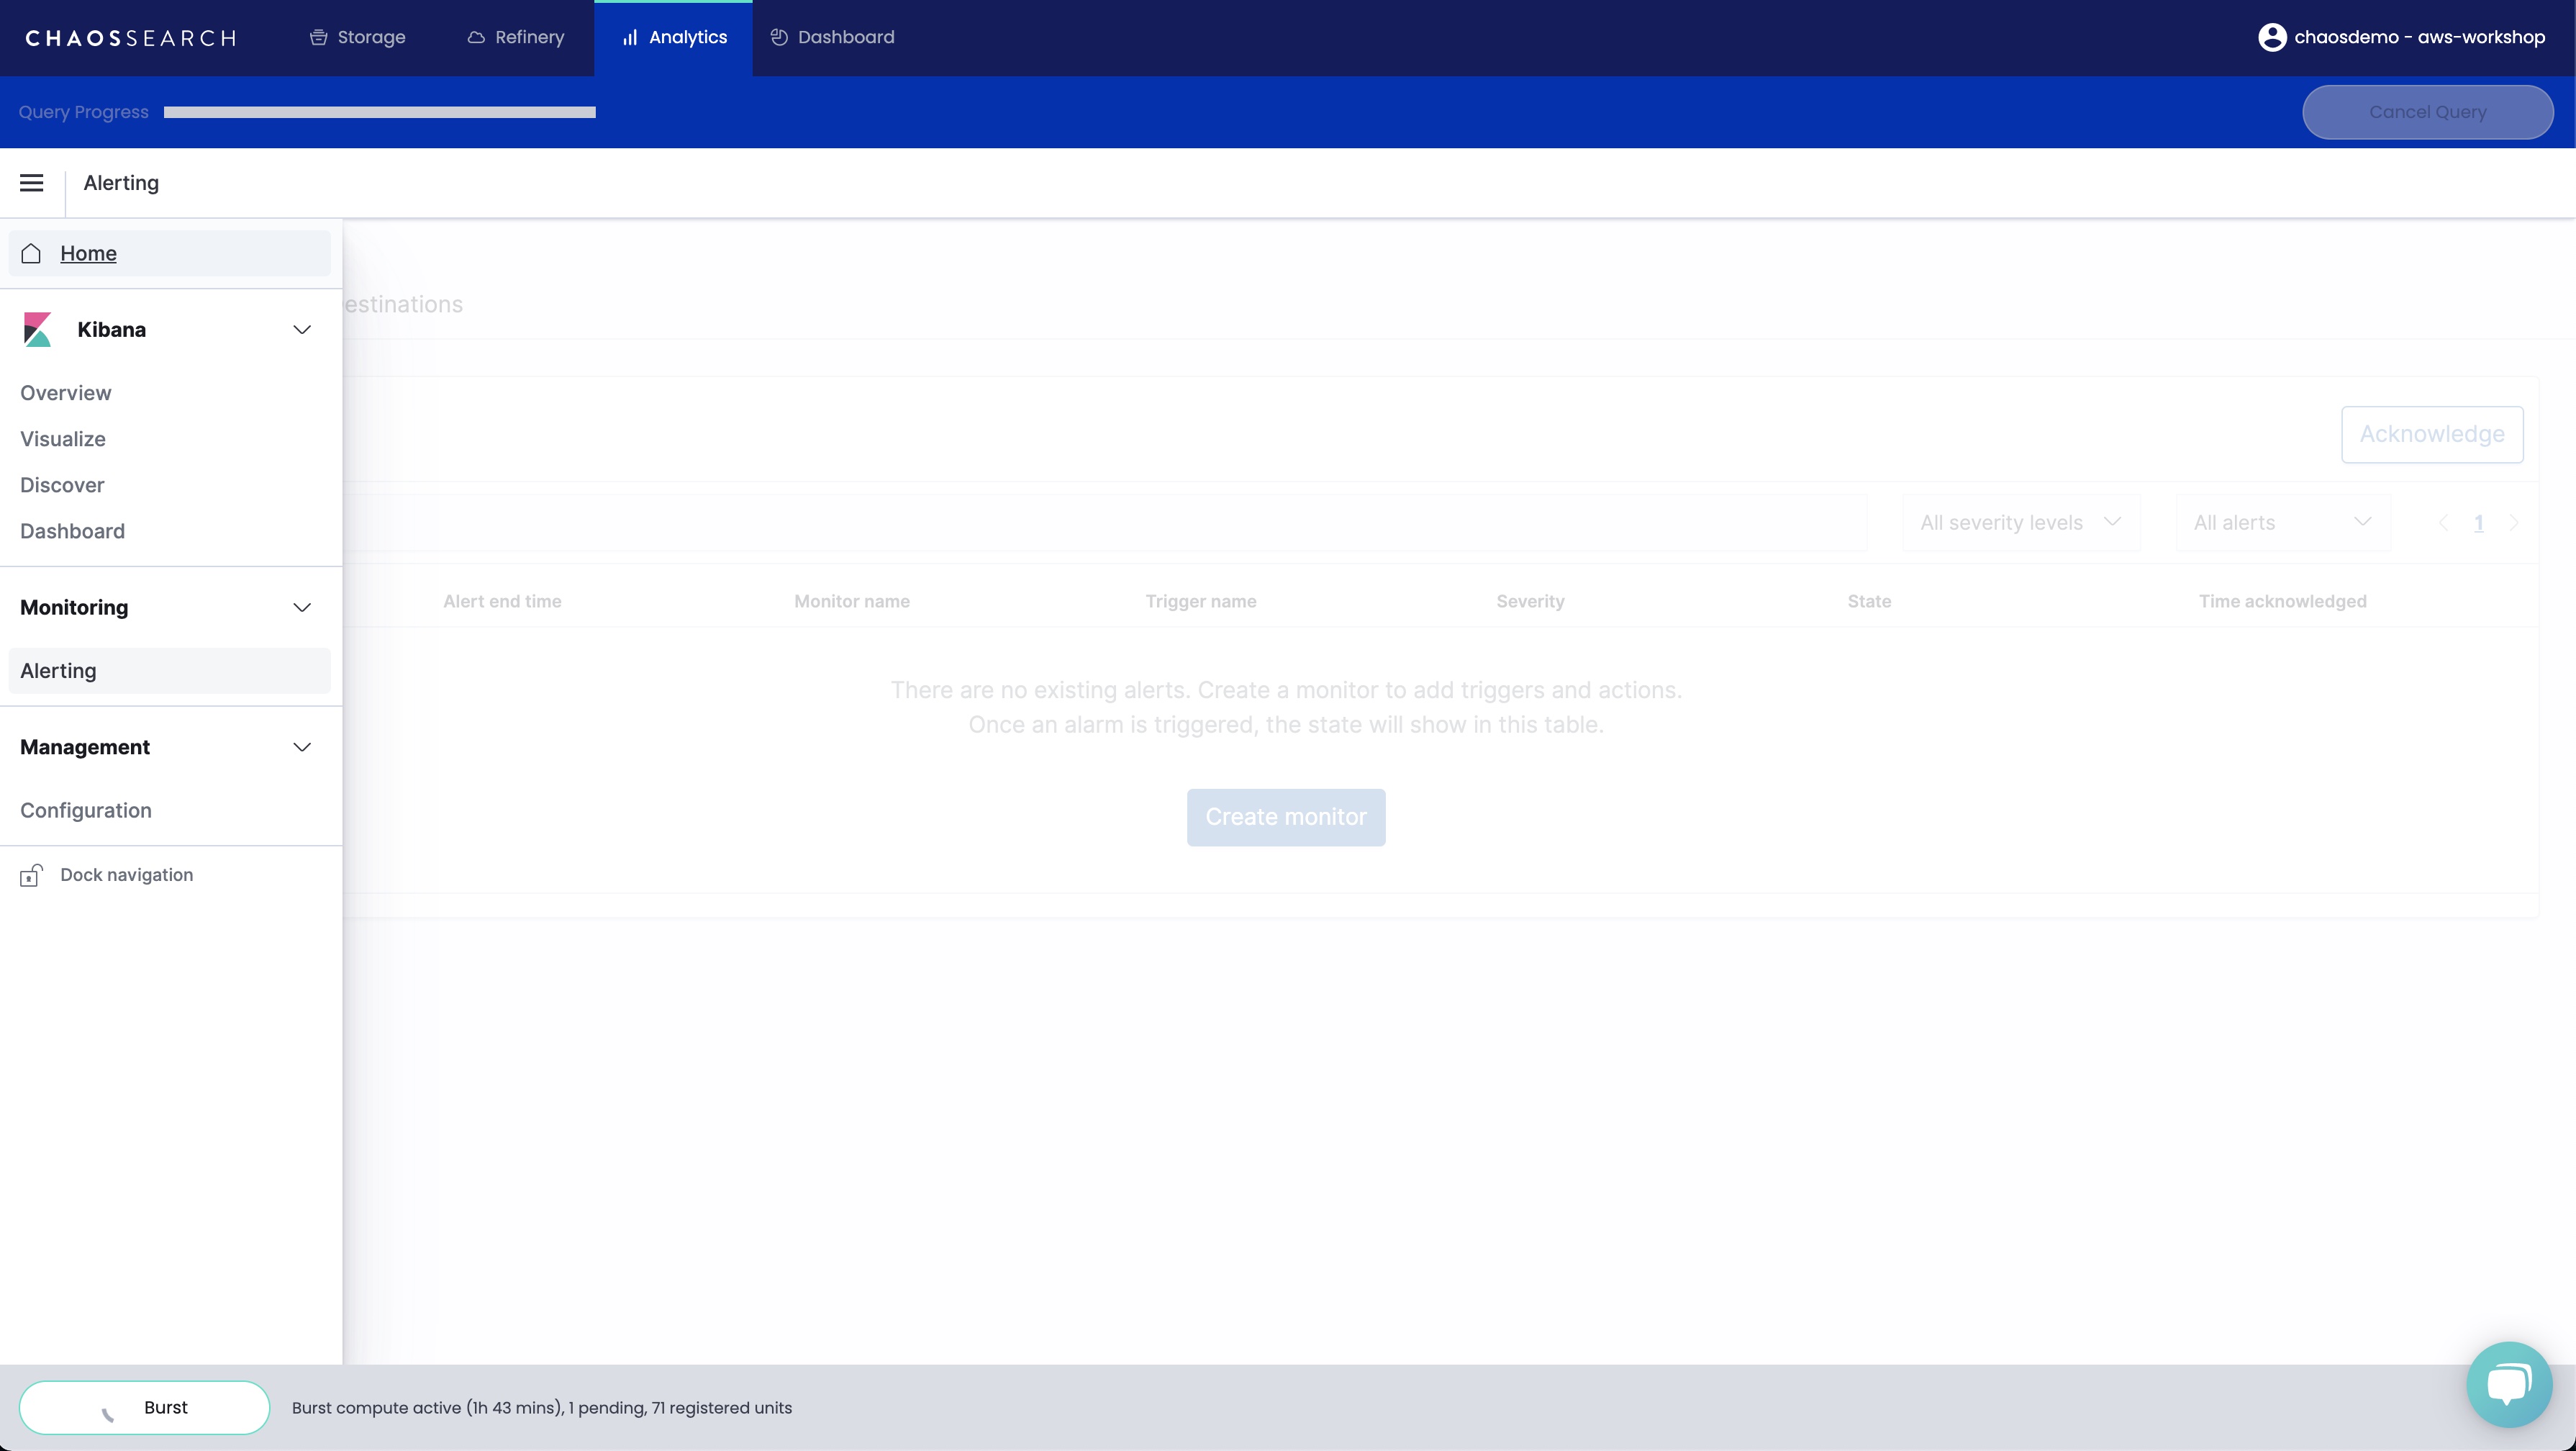 CHAOSSEARCH
Storage
Refinery
Analytics
Dashboard
chaosdemo - aws-workshop
Query Progress
Cancel Query
Alerting
Home
Kibana
Overview
Visualize
Discover
Dashboard
Monitoring
Alerting
Management
Configuration
Dock navigation
estinations
Acknowledge
All severity levels
All alerts
1
Alert end time
Monitor name
Trigger name
Severity
State
Time acknowledged
There are no existing alerts. Create a monitor to add triggers and actions.
Once an alarm is triggered, the state will show in this table.
Create monitor
Burst
Burst compute active (1h 43 mins), 1 pending, 71 registered units